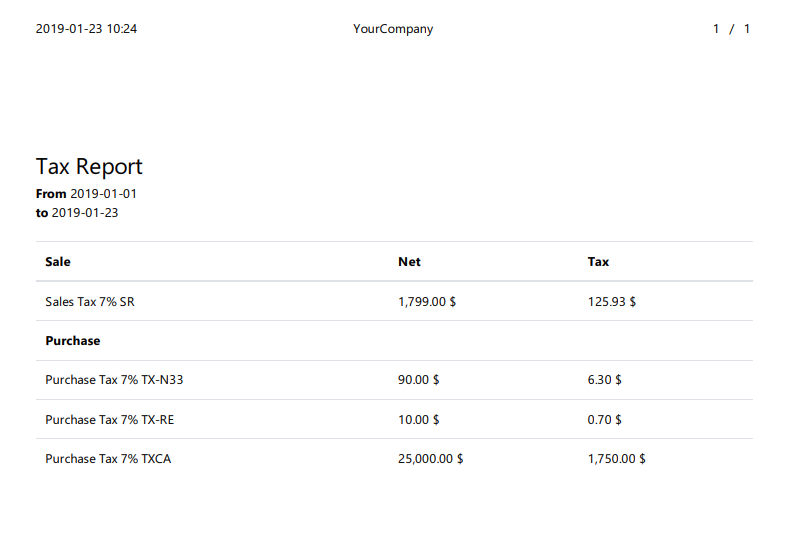 2019-01-23 10:24 YourCompany 1 / 1
Tax Report
From 2019-01-01
to 2019-01-23
Sale Net Tax
Sales Tax 7% SR 1,799.00 $ 125.93 $
Purchase
Purchase Tax 7% TX-N33 90.00 $ 6.30 $
Purchase Tax 7% TX-RE 10.00 $ 0.70 $
Purchase Tax 7% TXCA 25,000.00 $ 1,750.00 $